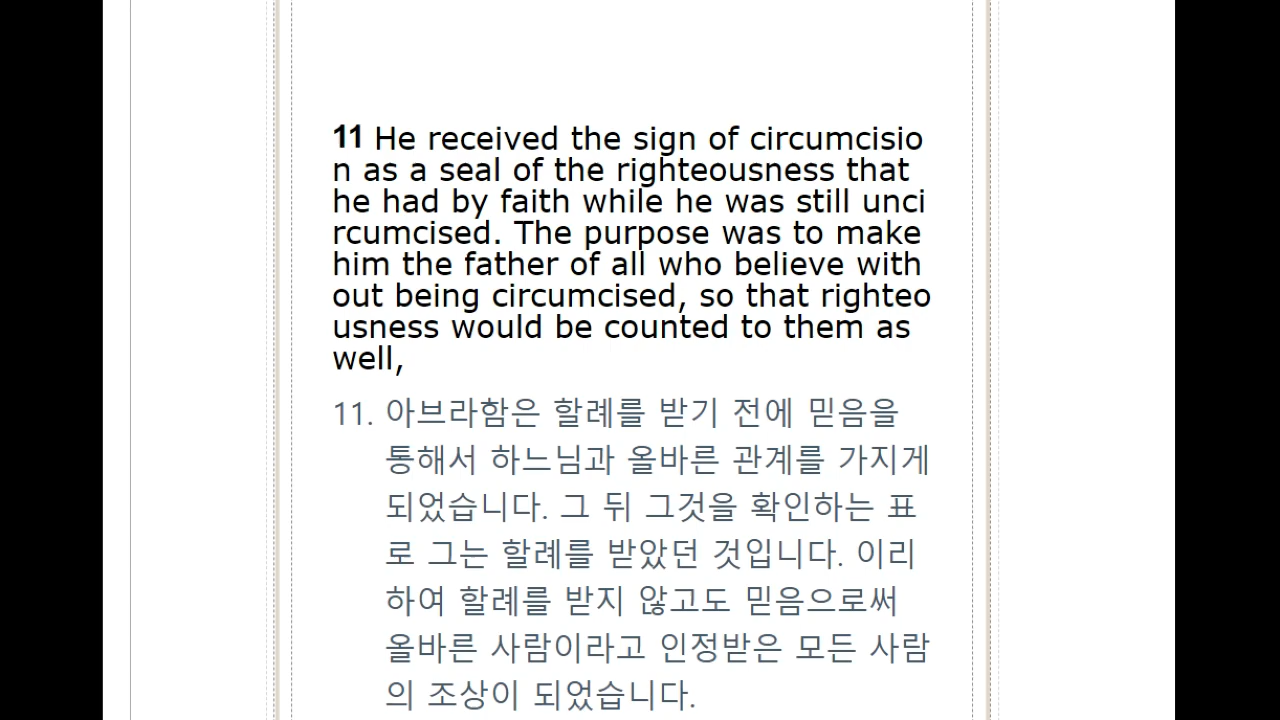 11 He received the sign of circumcisio
n as a seal of the righteousness that
he had by faith while he was still unci
rcumcised. The purpose was to make
him the father of all who believe with
out being circumcised, so that righteo
usness would be counted to them as
well,
11. 아브라함은 할례를 받기 전에 믿음을
통해서 하느님과 올바른 관계를 가지게
되었습니다. 그 뒤 그것을 확인하는 표
로 그는 할례를 받았던 것입니다. 이리
하여 할례를 받지 않고도 믿음으로써
올바른 사람이라고 인정받은 모든 사람
의 조상이 되었습니다.